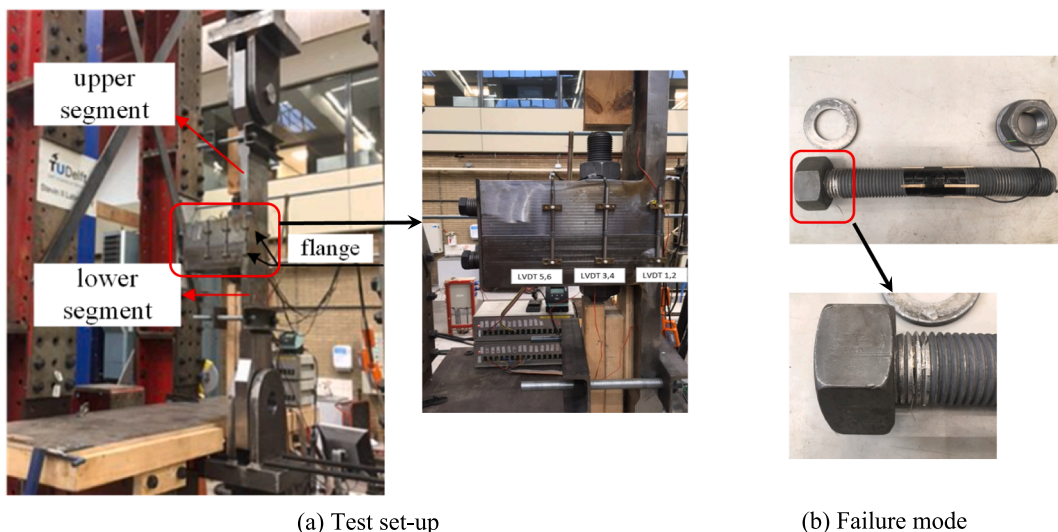 upper
segment
TUDelft
flange
lower
segment
LVDT 5,6
LVDT 3,4
LVDT 1,2
(a) Test set-up
(b) Failure mode